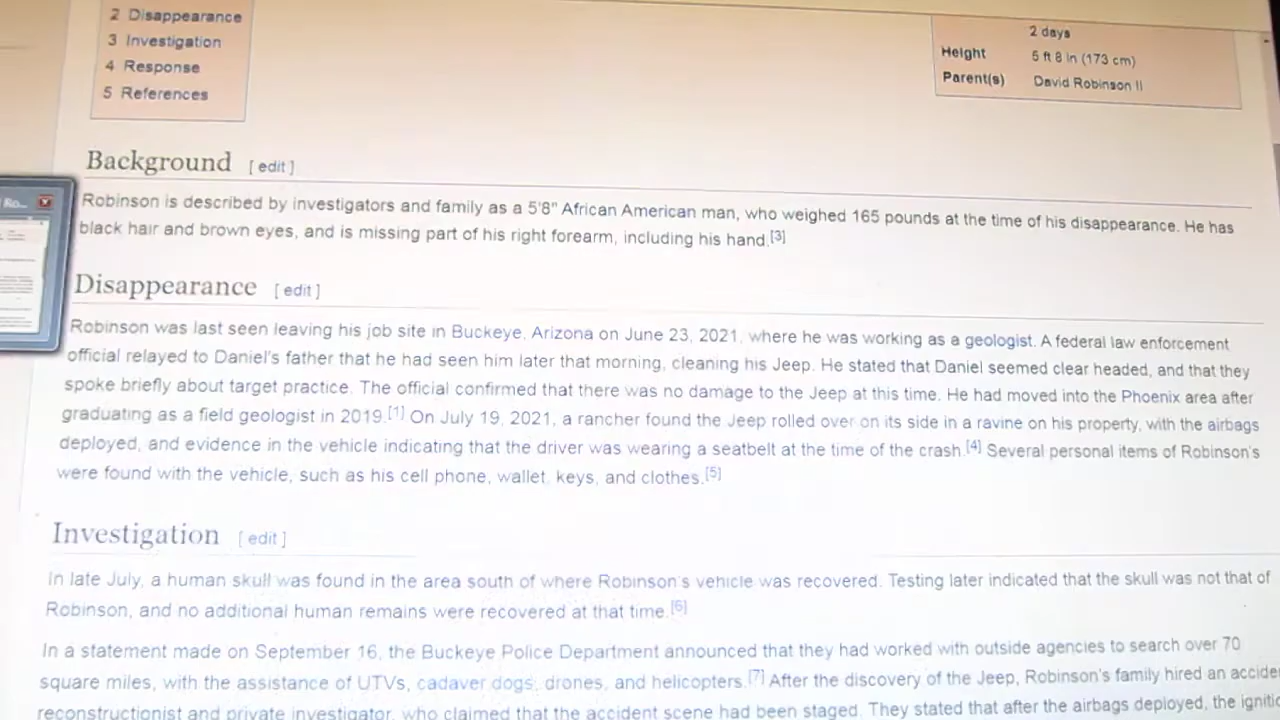 2 Disappearance
3 Investigation
4 Response
5 References
2 days
Height 5 ft 8 in (173 cm)
Parent(s) David Robinson II
Background [ edit ]
Ro...
Robinson is described by investigators and family as a 5'8" African American man, who weighed 165 pounds at the time of his disappearance. He has
black hair and brown eyes, and is missing part of his right forearm, including his hand.[3]
Disappearance [ edit ]
Robinson was last seen leaving his job site in Buckeye, Arizona on June 23, 2021, where he was working as a geologist. A federal law enforcement
official relayed to Daniel's father that he had seen him later that morning, cleaning his Jeep. He stated that Daniel seemed clear headed, and that they
spoke briefly about target practice. The official confirmed that there was no damage to the Jeep at this time. He had moved into the Phoenix area after
graduating as a field geologist in 2019.[1] On July 19, 2021, a rancher found the Jeep rolled over on its side in a ravine on his property, with the airbags
deployed, and evidence in the vehicle indicating that the driver was wearing a seatbelt at the time of the crash.[4] Several personal items of Robinson's
were found with the vehicle, such as his cell phone, wallet, keys, and clothes.[5]
Investigation [ edit ]
In late July, a human skull was found in the area south of where Robinson's vehicle was recovered. Testing later indicated that the skull was not that of
Robinson, and no additional human remains were recovered at that time.[6]
In a statement made on September 16, the Buckeye Police Department announced that they had worked with outside agencies to search over 70
square miles, with the assistance of UTVs, cadaver dogs, drones, and helicopters.[7] After the discovery of the Jeep, Robinson's family hired an accide
reconstructionist and private investigator, who claimed that the accident scene had been staged. They stated that after the airbags deployed, the ignitio